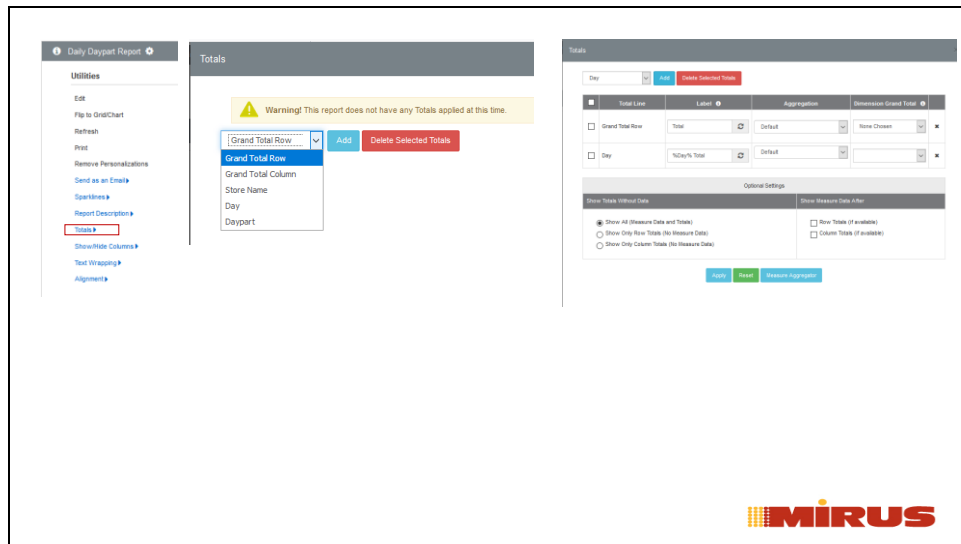 Daily Daypart Report
Utilities
Edit
Flip to Grid/Chart
Refresh
Print
Remove Personalizations
Send as an Email
Sparklines
Report Description
Totals
Show/Hide Columns
Text Wrapping
Alignment
Totals
Warning! This report does not have any Totals applied at this time.
Grand Total Row Add Delete Selected Totals
Grand Total Row
Grand Total Column
Store Name
Day
Daypart
Totals
Day Add Delete Selected Totals
Total Line Label Aggregation Dimension Grand Total
Grand Total Row Total Default None Chosen
Day %Day% Total Default
Optional Settings
Show Totals Without Data Show Measure Data After
Show All (Measure Data and Totals) Row Totals (if available)
Show Only Row Totals (No Measure Data) Column Totals (if available)
Show Only Column Totals (No Measure Data)
Apply Reset Measure Aggregator
MIRUS